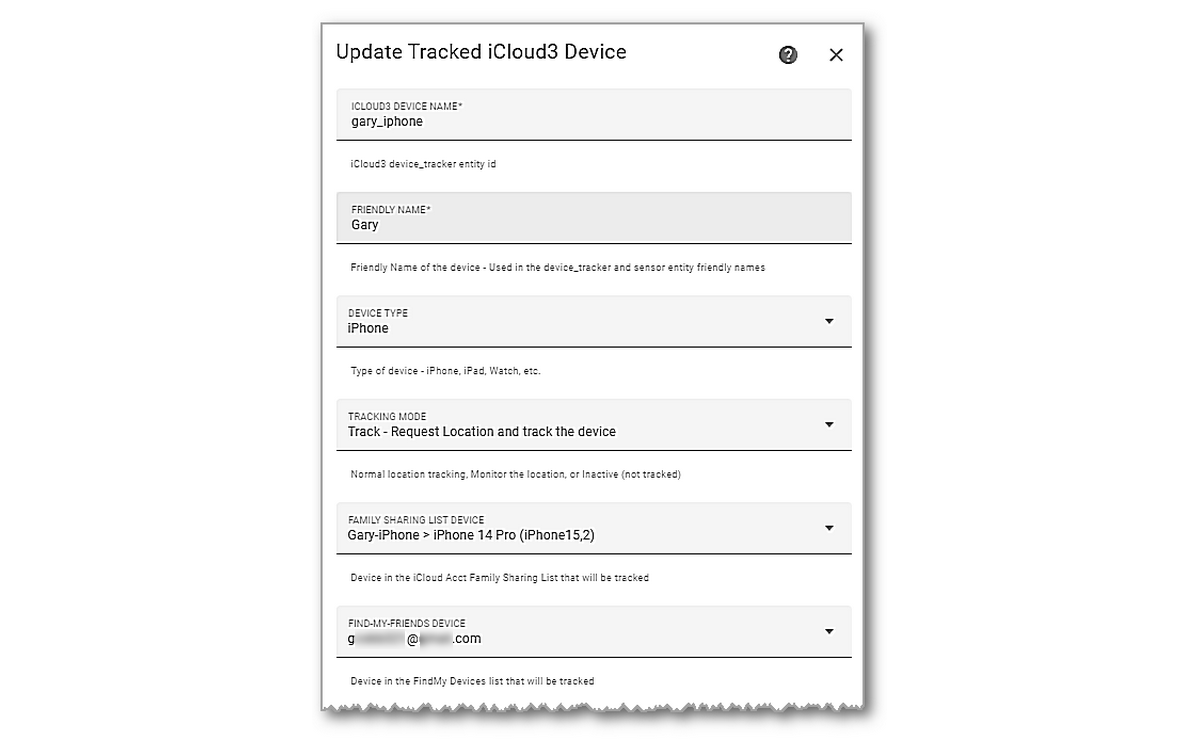 Update Tracked iCloud3 Device
ICLOUD3 DEVICE NAME*
gary_iphone
iCloud3 device_tracker entity id
FRIENDLY NAME*
Gary
Friendly Name of the device - Used in the device_tracker and sensor entity friendly names
DEVICE TYPE
iPhone
Type of device - iPhone, iPad, Watch, etc.
TRACKING MODE
Track - Request Location and track the device
Normal location tracking, Monitor the location, or Inactive (not tracked)
FAMILY SHARING LIST DEVICE
Gary-iPhone > iPhone 14 Pro (iPhone15,2)
Device in the iCloud Acct Family Sharing List that will be tracked
FIND-MY-FRIENDS DEVICE
g @ .com
Device in the FindMy Devices list that will be tracked